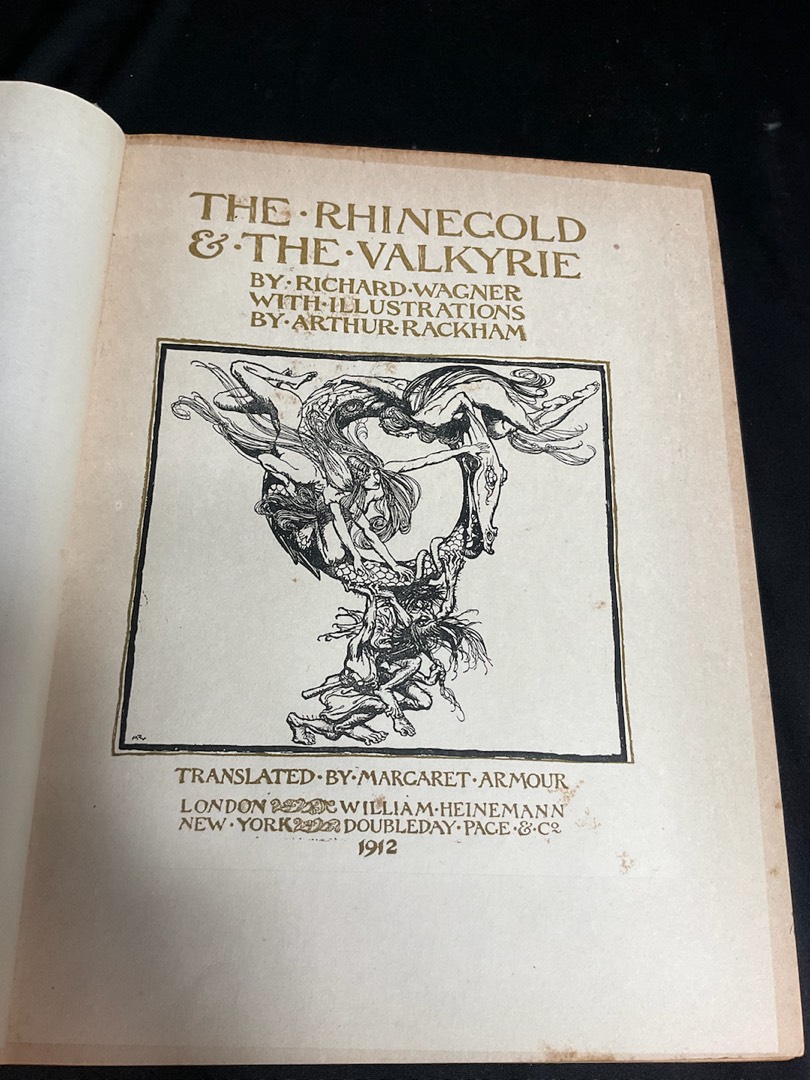 THE·RHINEGOLD
&·THE·VALKYRIE
BY·RICHARD·WAGNER
WITH·ILLUSTRATIONS
BY·ARTHUR·RACKHAM
AR
TRANSLATED·BY·MARGARET·ARMOUR
LONDON WILLIAM·HEINEMANN
NEW·YORK DOUBLEDAY·PAGE·&·Cº
1912